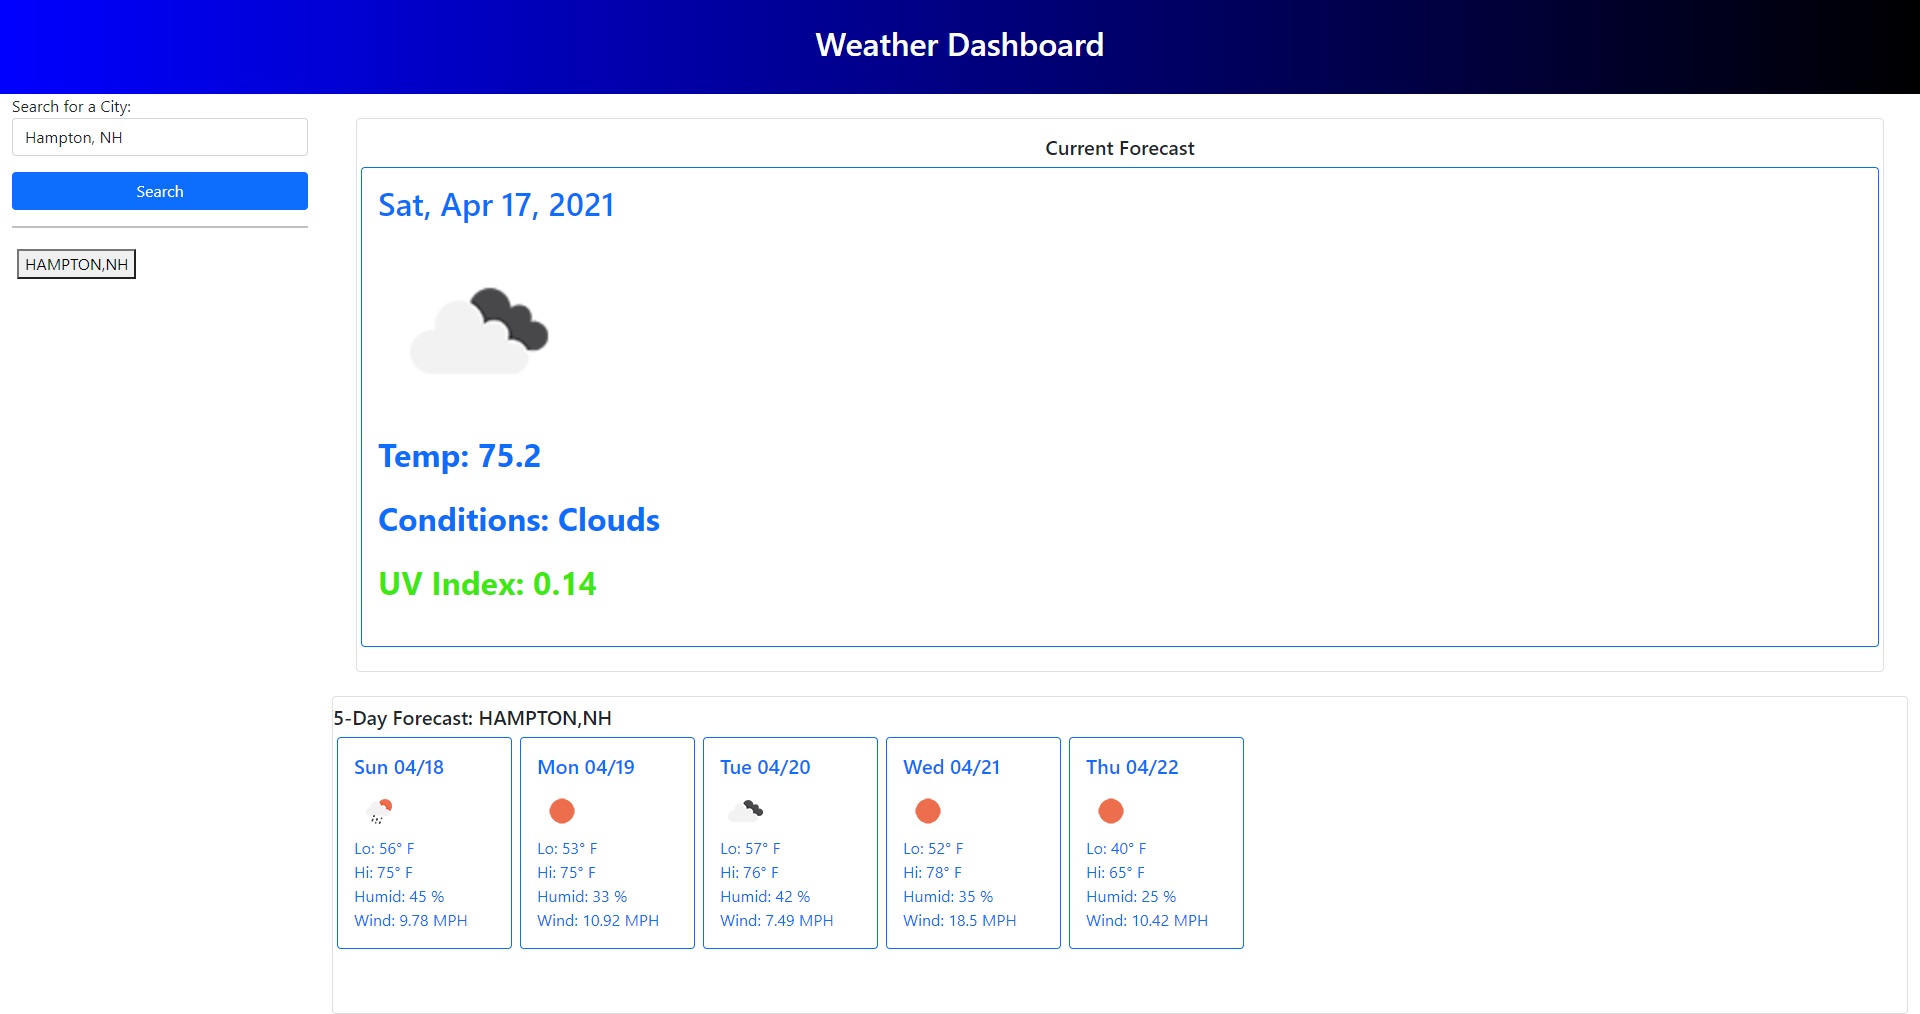 Weather Dashboard
Search for a City:
Hampton, NH
Search
HAMPTON,NH
Current Forecast
Sat, Apr 17, 2021
Temp: 75.2
Conditions: Clouds
UV Index: 0.14
5-Day Forecast: HAMPTON,NH
Sun 04/18
Lo: 56° F
Hi: 75° F
Humid: 45 %
Wind: 9.78 MPH
Mon 04/19
Lo: 53° F
Hi: 75° F
Humid: 33 %
Wind: 10.92 MPH
Tue 04/20
Lo: 57° F
Hi: 76° F
Humid: 42 %
Wind: 7.49 MPH
Wed 04/21
Lo: 52° F
Hi: 78° F
Humid: 35 %
Wind: 18.5 MPH
Thu 04/22
Lo: 40° F
Hi: 65° F
Humid: 25 %
Wind: 10.42 MPH